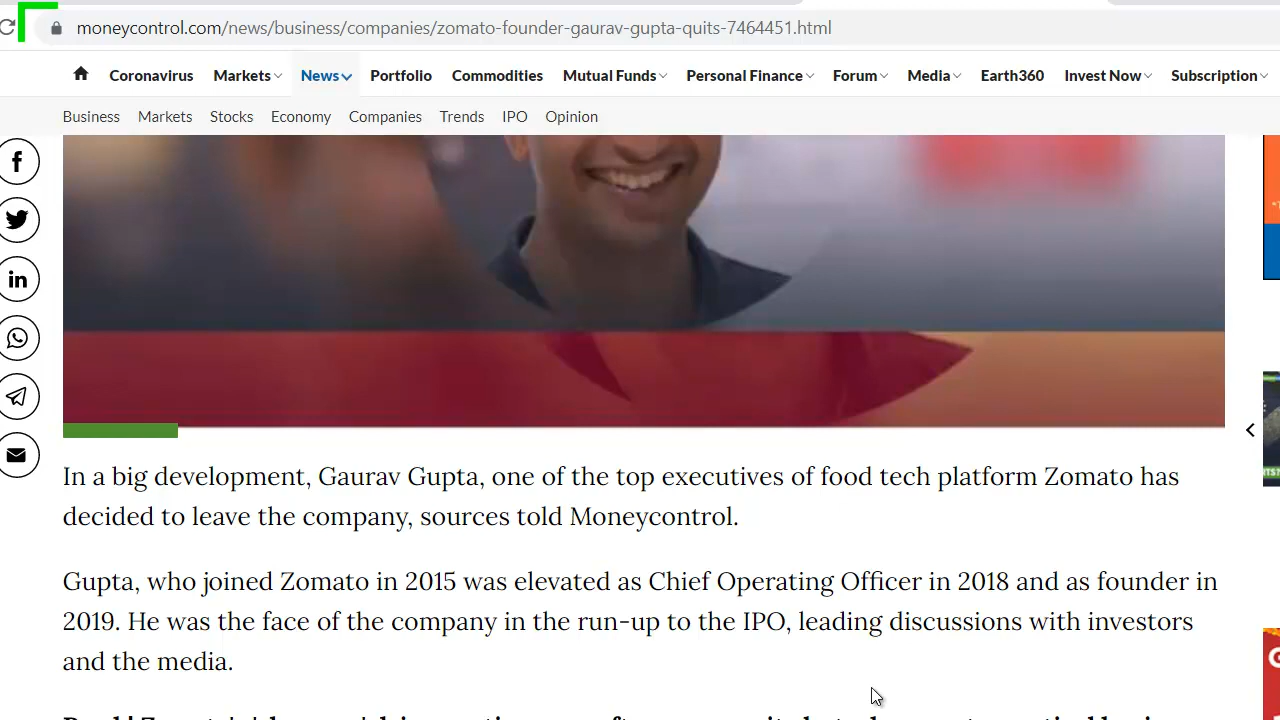 moneycontrol.com/news/business/companies/zomato-founder-gaurav-gupta-quits-7464451.html
Coronavirus Markets News Portfolio Commodities Mutual Funds Personal Finance Forum Media Earth360 Invest Now Subscription
Business Markets Stocks Economy Companies Trends IPO Opinion
In a big development, Gaurav Gupta, one of the top executives of food tech platform Zomato has
decided to leave the company, sources told Moneycontrol.
Gupta, who joined Zomato in 2015 was elevated as Chief Operating Officer in 2018 and as founder in
2019. He was the face of the company in the run-up to the IPO, leading discussions with investors
and the media.